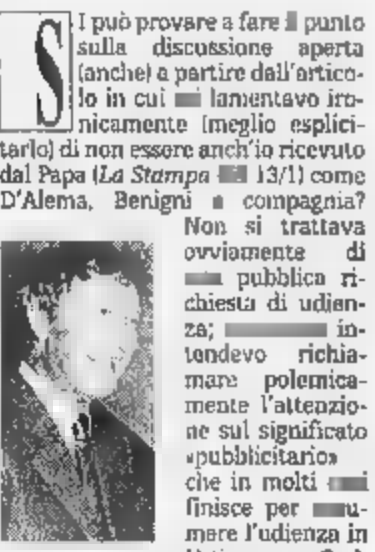 SI può provare a fare punto
sulla discussione aperta
(anche) a partire dall'artico-
lo in cui lamentavo iro-
nicamente (meglio esplici-
tarlo) di non essere anch'io ricevuto
dal Papa (La Stampa 13/1) come
D'Alema, Benigni compagnia?
Non si trattava
ovviamente di
pubblica ri-
chiesta di udien-
za; in-
tendevo richia-
mare polemica-
mente l'attenzio-
ne sul significato
«pubblicitario»
che in molti
finisce per
mere l'udienza in